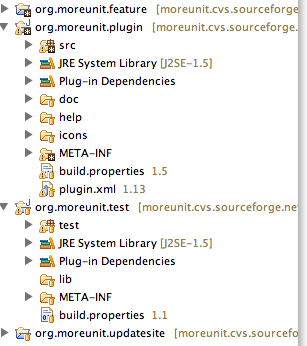 org.moreunit.feature [moreunit.cvs.sourceforge.
org.moreunit.plugin [moreunit.cvs.sourceforge.
src
JRE System Library [J2SE-1.5]
Plug-in Dependencies
doc
help
icons
META-INF
build.properties 1.5
plugin.xml 1.13
org.moreunit.test [moreunit.cvs.sourceforge.ne
test
JRE System Library [J2SE-1.5]
Plug-in Dependencies
lib
META-INF
build.properties 1.1
org.moreunit.updatesite [moreunit.cvs.sourcefo